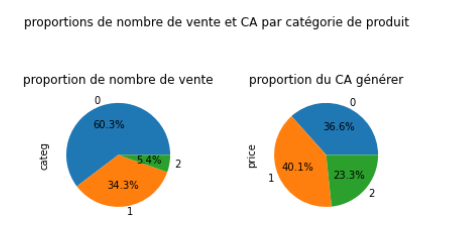 proportions de nombre de vente et CA par catégorie de produit
proportion de nombre de vente
0
60.3%
categ
5.4%
2
34.3%
1
proportion du CA générer
0
36.6%
price
40.1%
1
23.3%
2